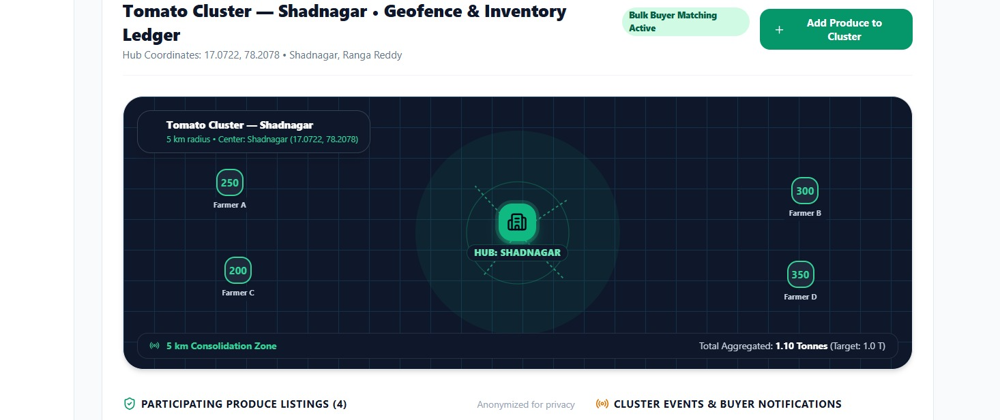 Tomato Cluster — Shadnagar • Geofence & Inventory
Ledger
Hub Coordinates: 17.0722, 78.2078 • Shadnagar, Ranga Reddy
Bulk Buyer Matching
Active
+ Add Produce to
Cluster
Tomato Cluster — Shadnagar
5 km radius • Center: Shadnagar (17.0722, 78.2078)
250
Farmer A
300
Farmer B
HUB: SHADNAGAR
200
Farmer C
350
Farmer D
5 km Consolidation Zone
Total Aggregated: 1.10 Tonnes (Target: 1.0 T)
PARTICIPATING PRODUCE LISTINGS (4)
Anonymized for privacy
CLUSTER EVENTS & BUYER NOTIFICATIONS